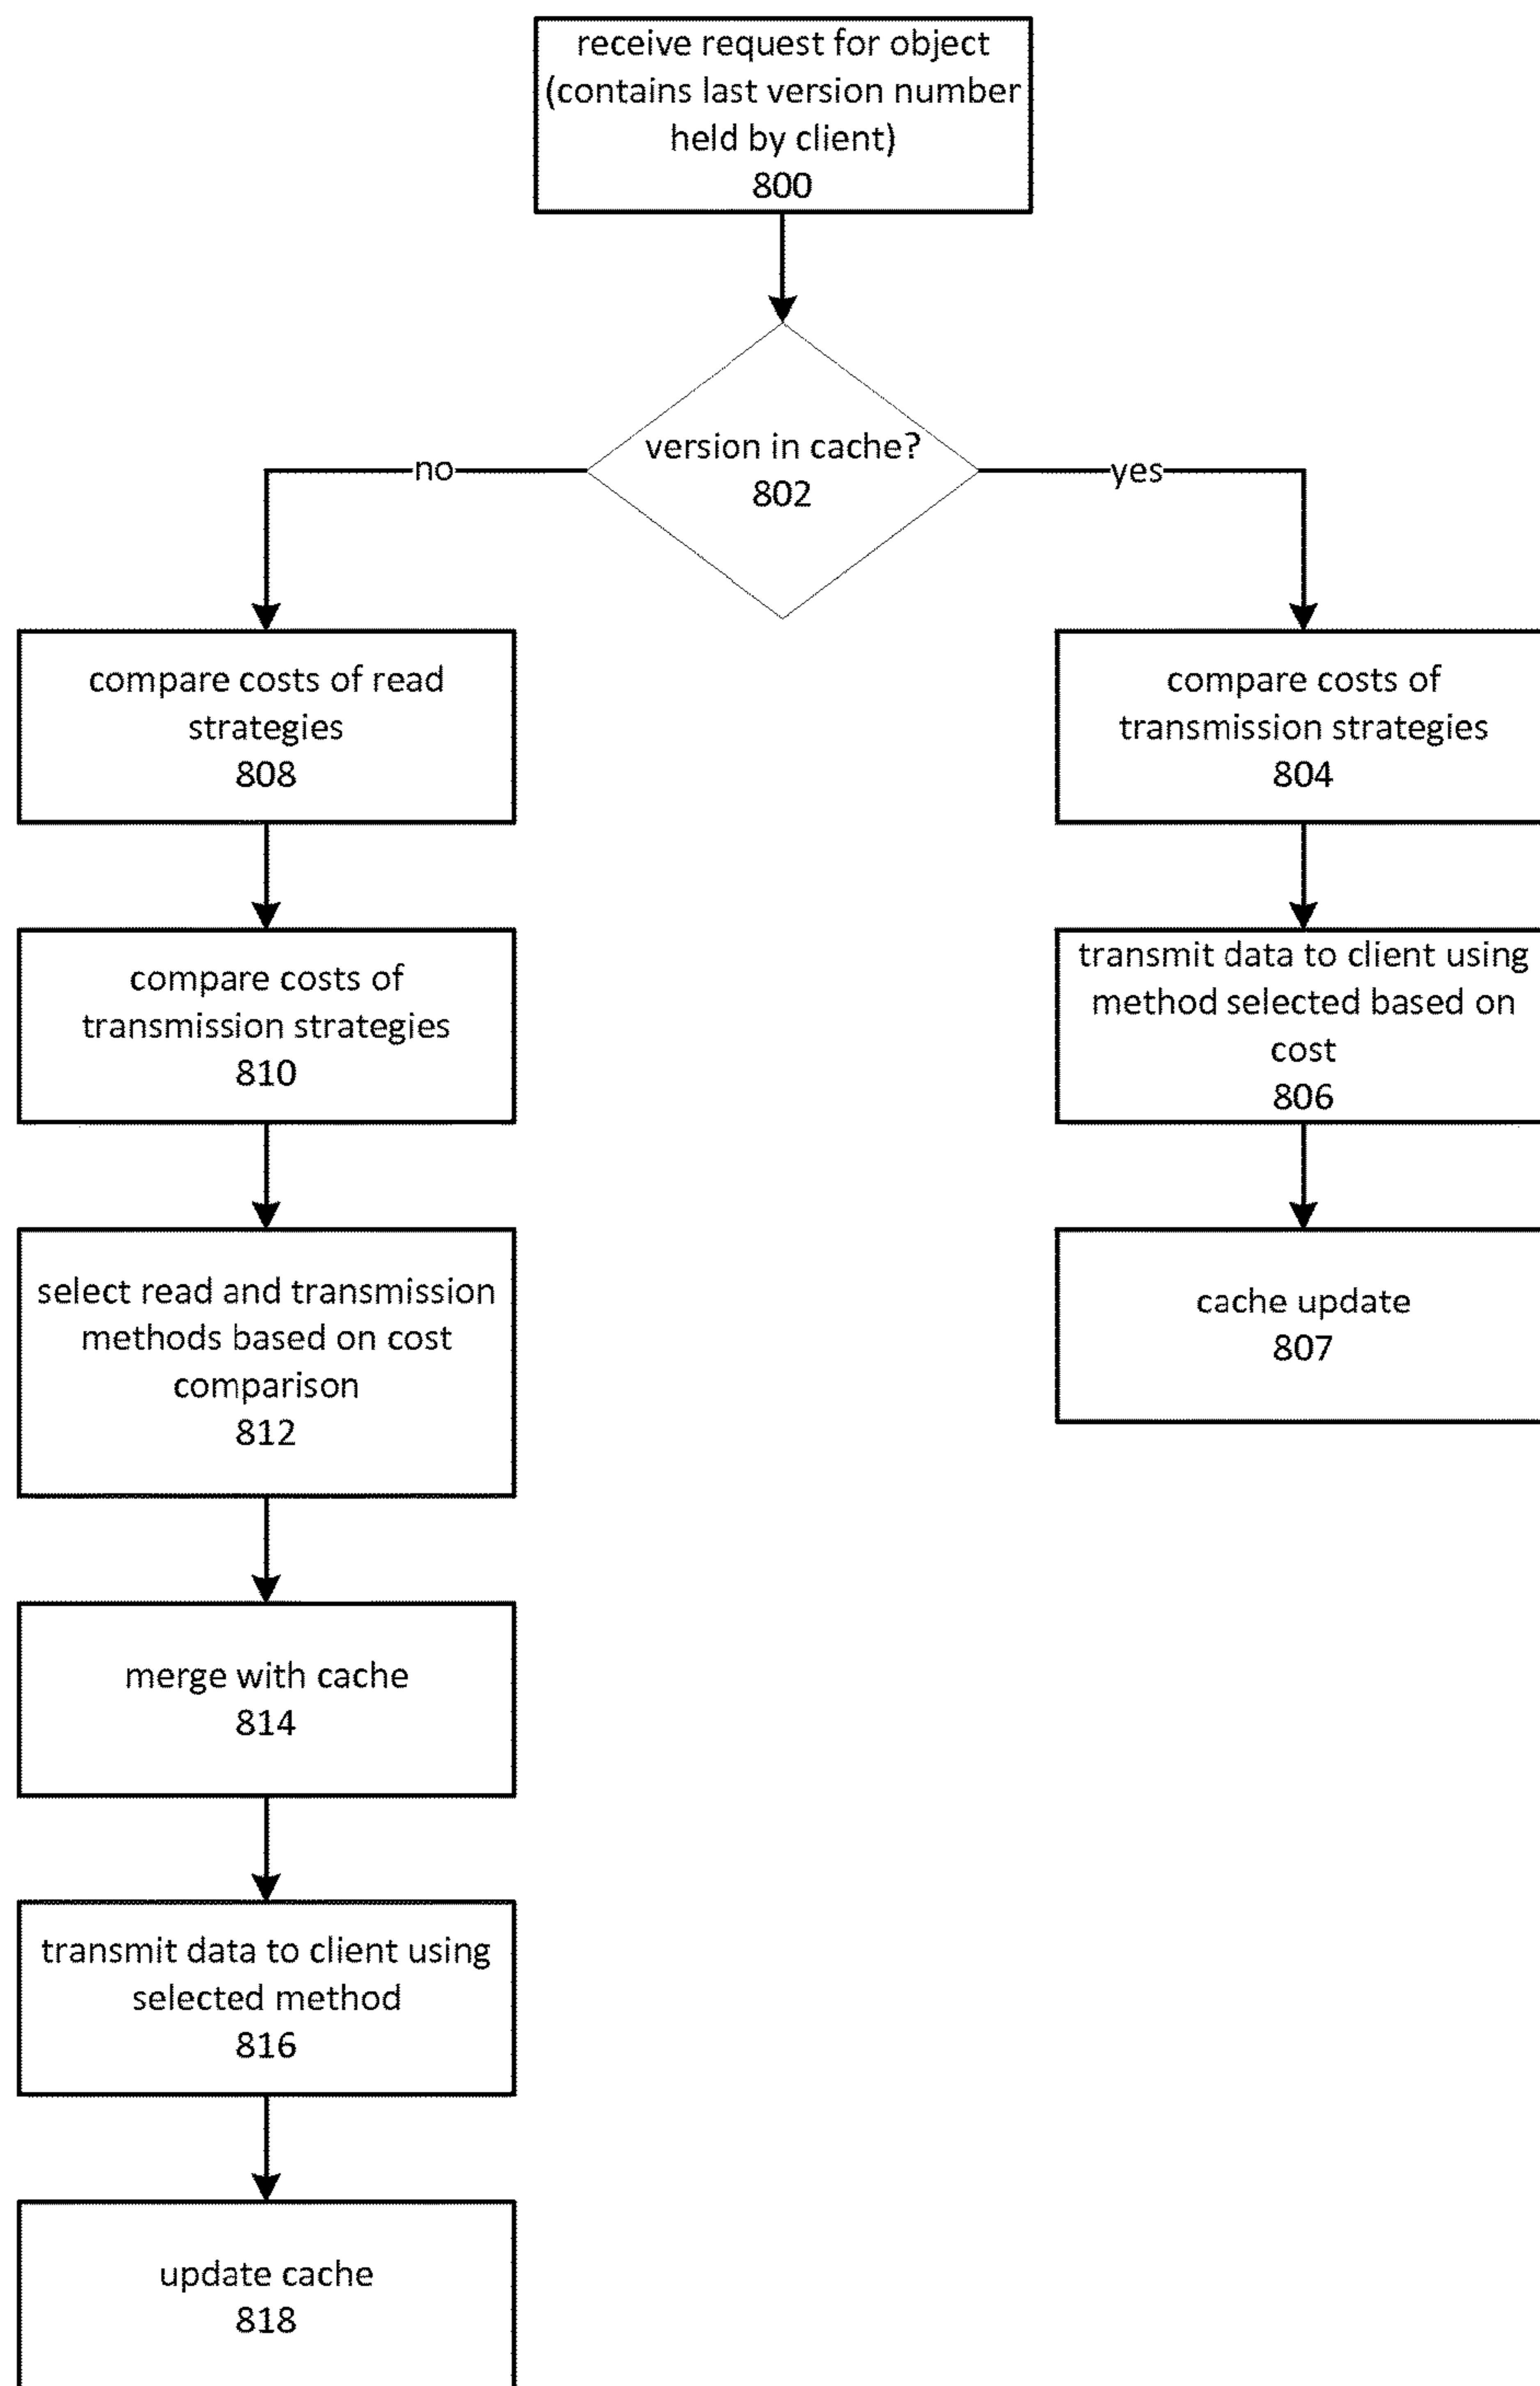 receive request for object
(contains last version number
held by client)
800
version in cache?
802
no
yes
compare costs of read
strategies
808
compare costs of
transmission strategies
804
compare costs of
transmission strategies
810
transmit data to client using
method selected based on
cost
806
select read and transmission
methods based on cost
comparison
812
cache update
807
merge with cache
814
transmit data to client using
selected method
816
update cache
818